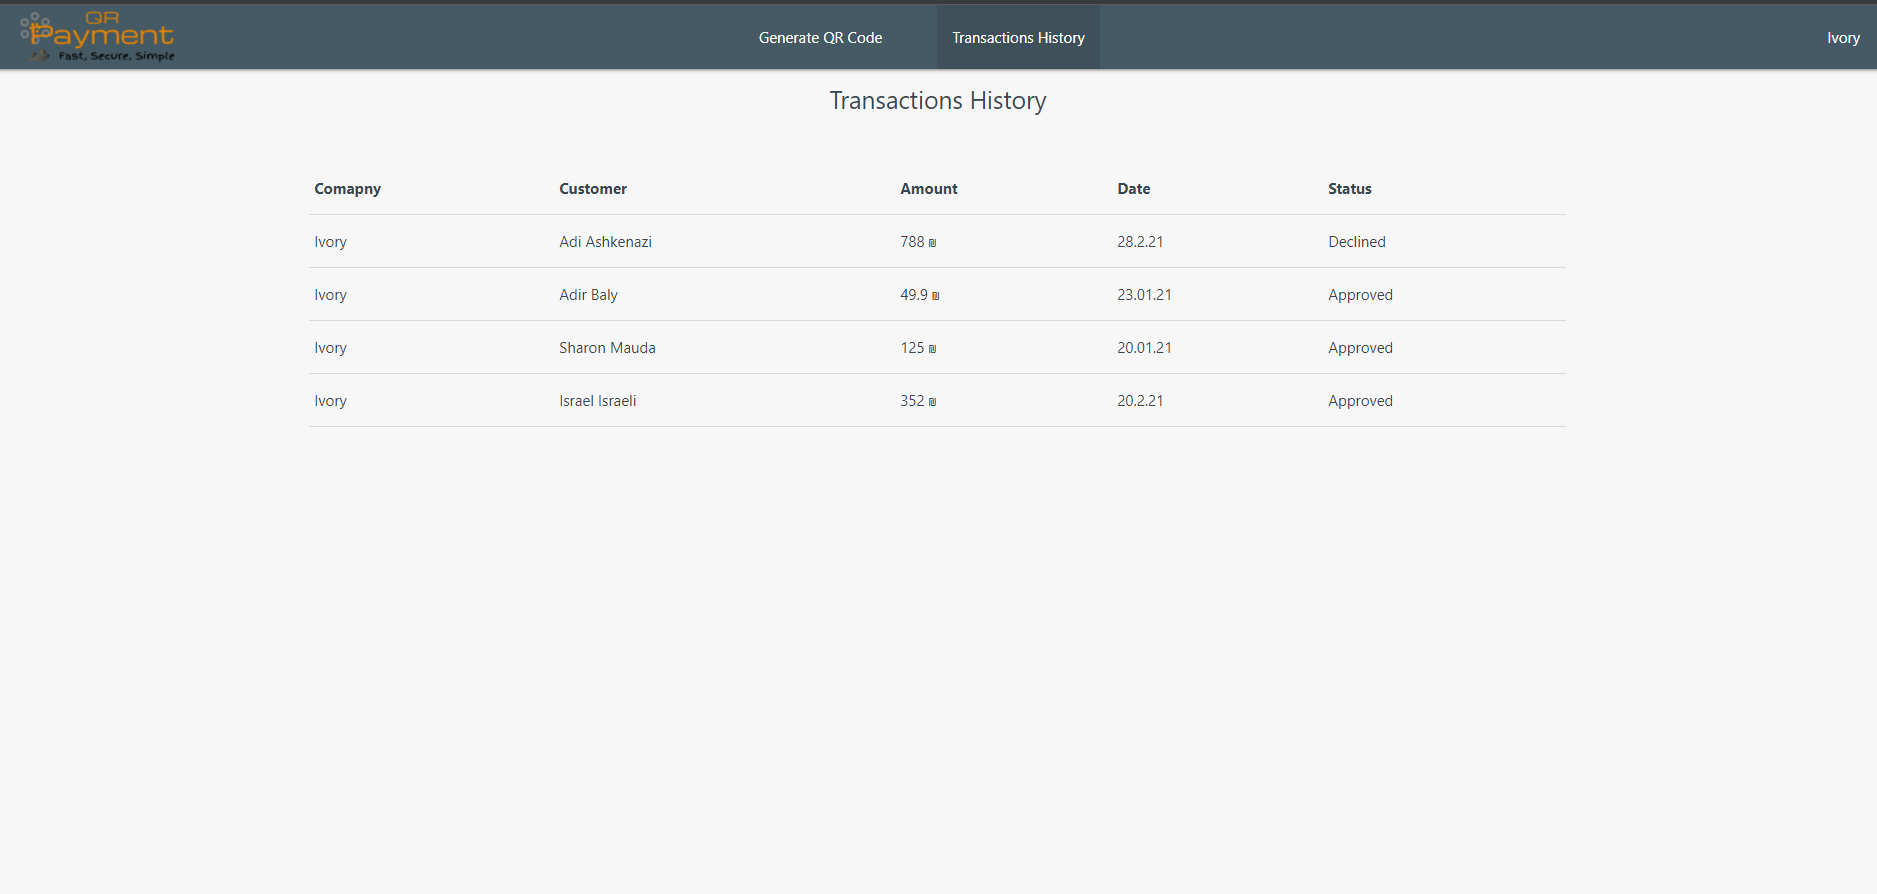 QR
Payment
Fast, Secure, Simple
Generate QR Code
Transactions History
Ivory
Transactions History
Comapny Customer Amount Date Status
Ivory Adi Ashkenazi 788 ₪ 28.2.21 Declined
Ivory Adir Baly 49.9 ₪ 23.01.21 Approved
Ivory Sharon Mauda 125 ₪ 20.01.21 Approved
Ivory Israel Israeli 352 ₪ 20.2.21 Approved